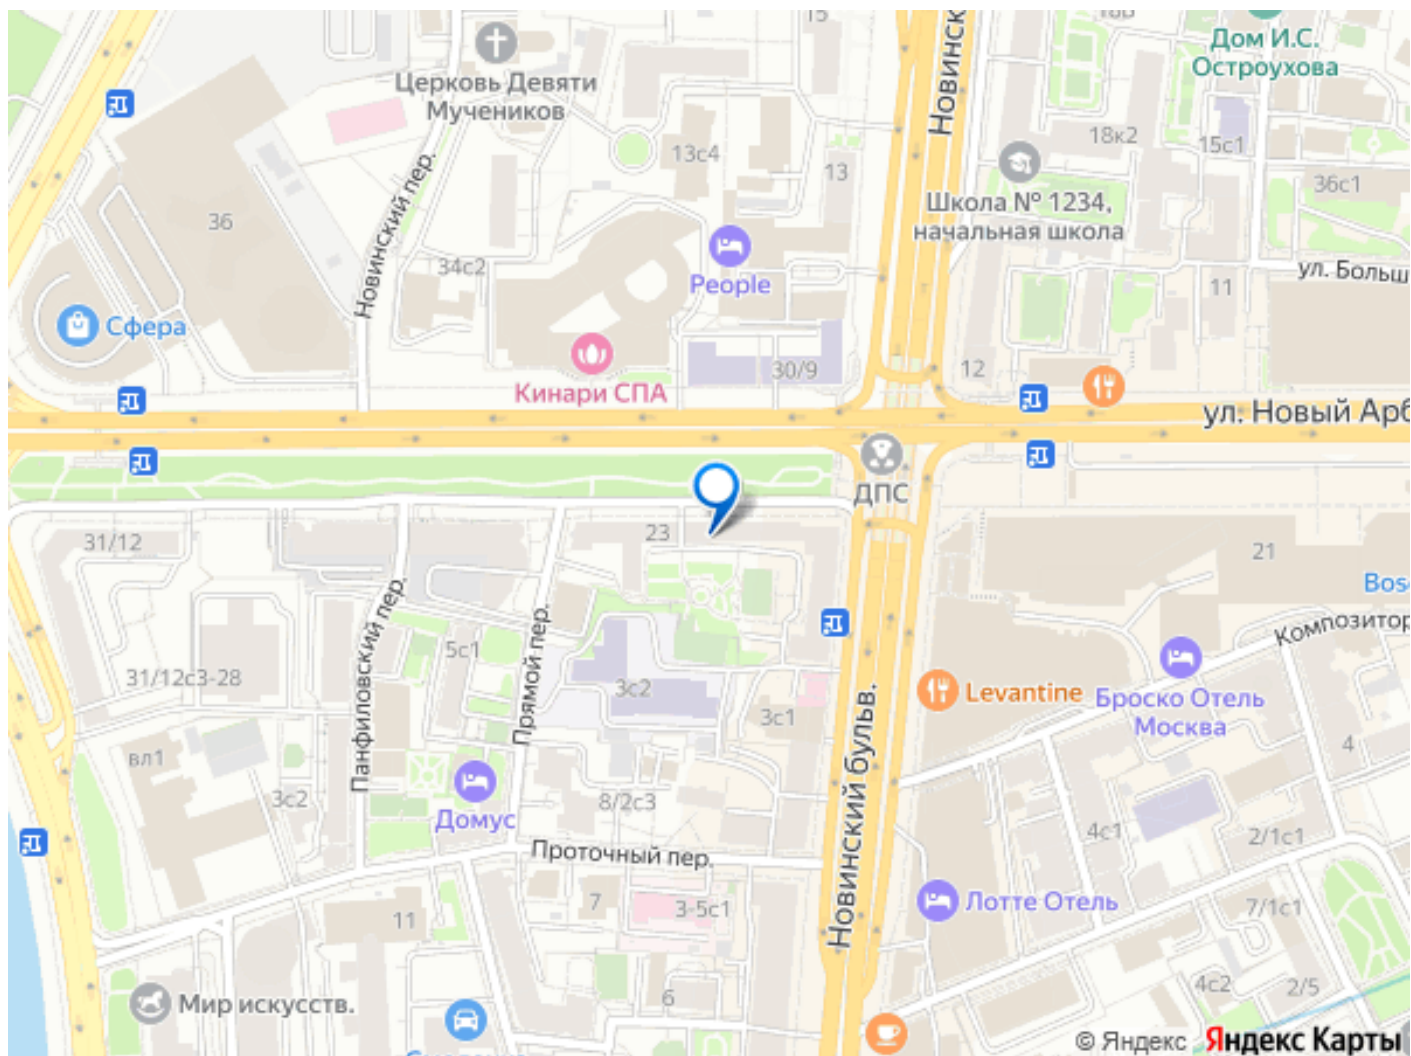 15
18в
Дом И.С.
Остроухова
Церковь Девяти
Мучеников
Новинск
18к2
15с1
13с4
13
36с1
Школа № 1234,
начальная школа
Новинский пер.
36
34с2
People
ул. Больш
11
Сфера
Кинари СПА
30/9
12
ул. Новый Арб
ДПС
31/12
23
21
Bos
Композитор
Панфиловский пер.
Прямой пер.
5с1
31/12с3-28
3с2
3с1
Levantine
Броско Отель
Москва
вл1
4
3с2
Домус
8/2с3
4с1
2/1с1
Проточный пер.
Новинский бульв.
7
3-5с1
11
Лотте Отель
7/1с1
Мир искусств.
6
4с2
2/5
© Яндекс Яндекс Карты